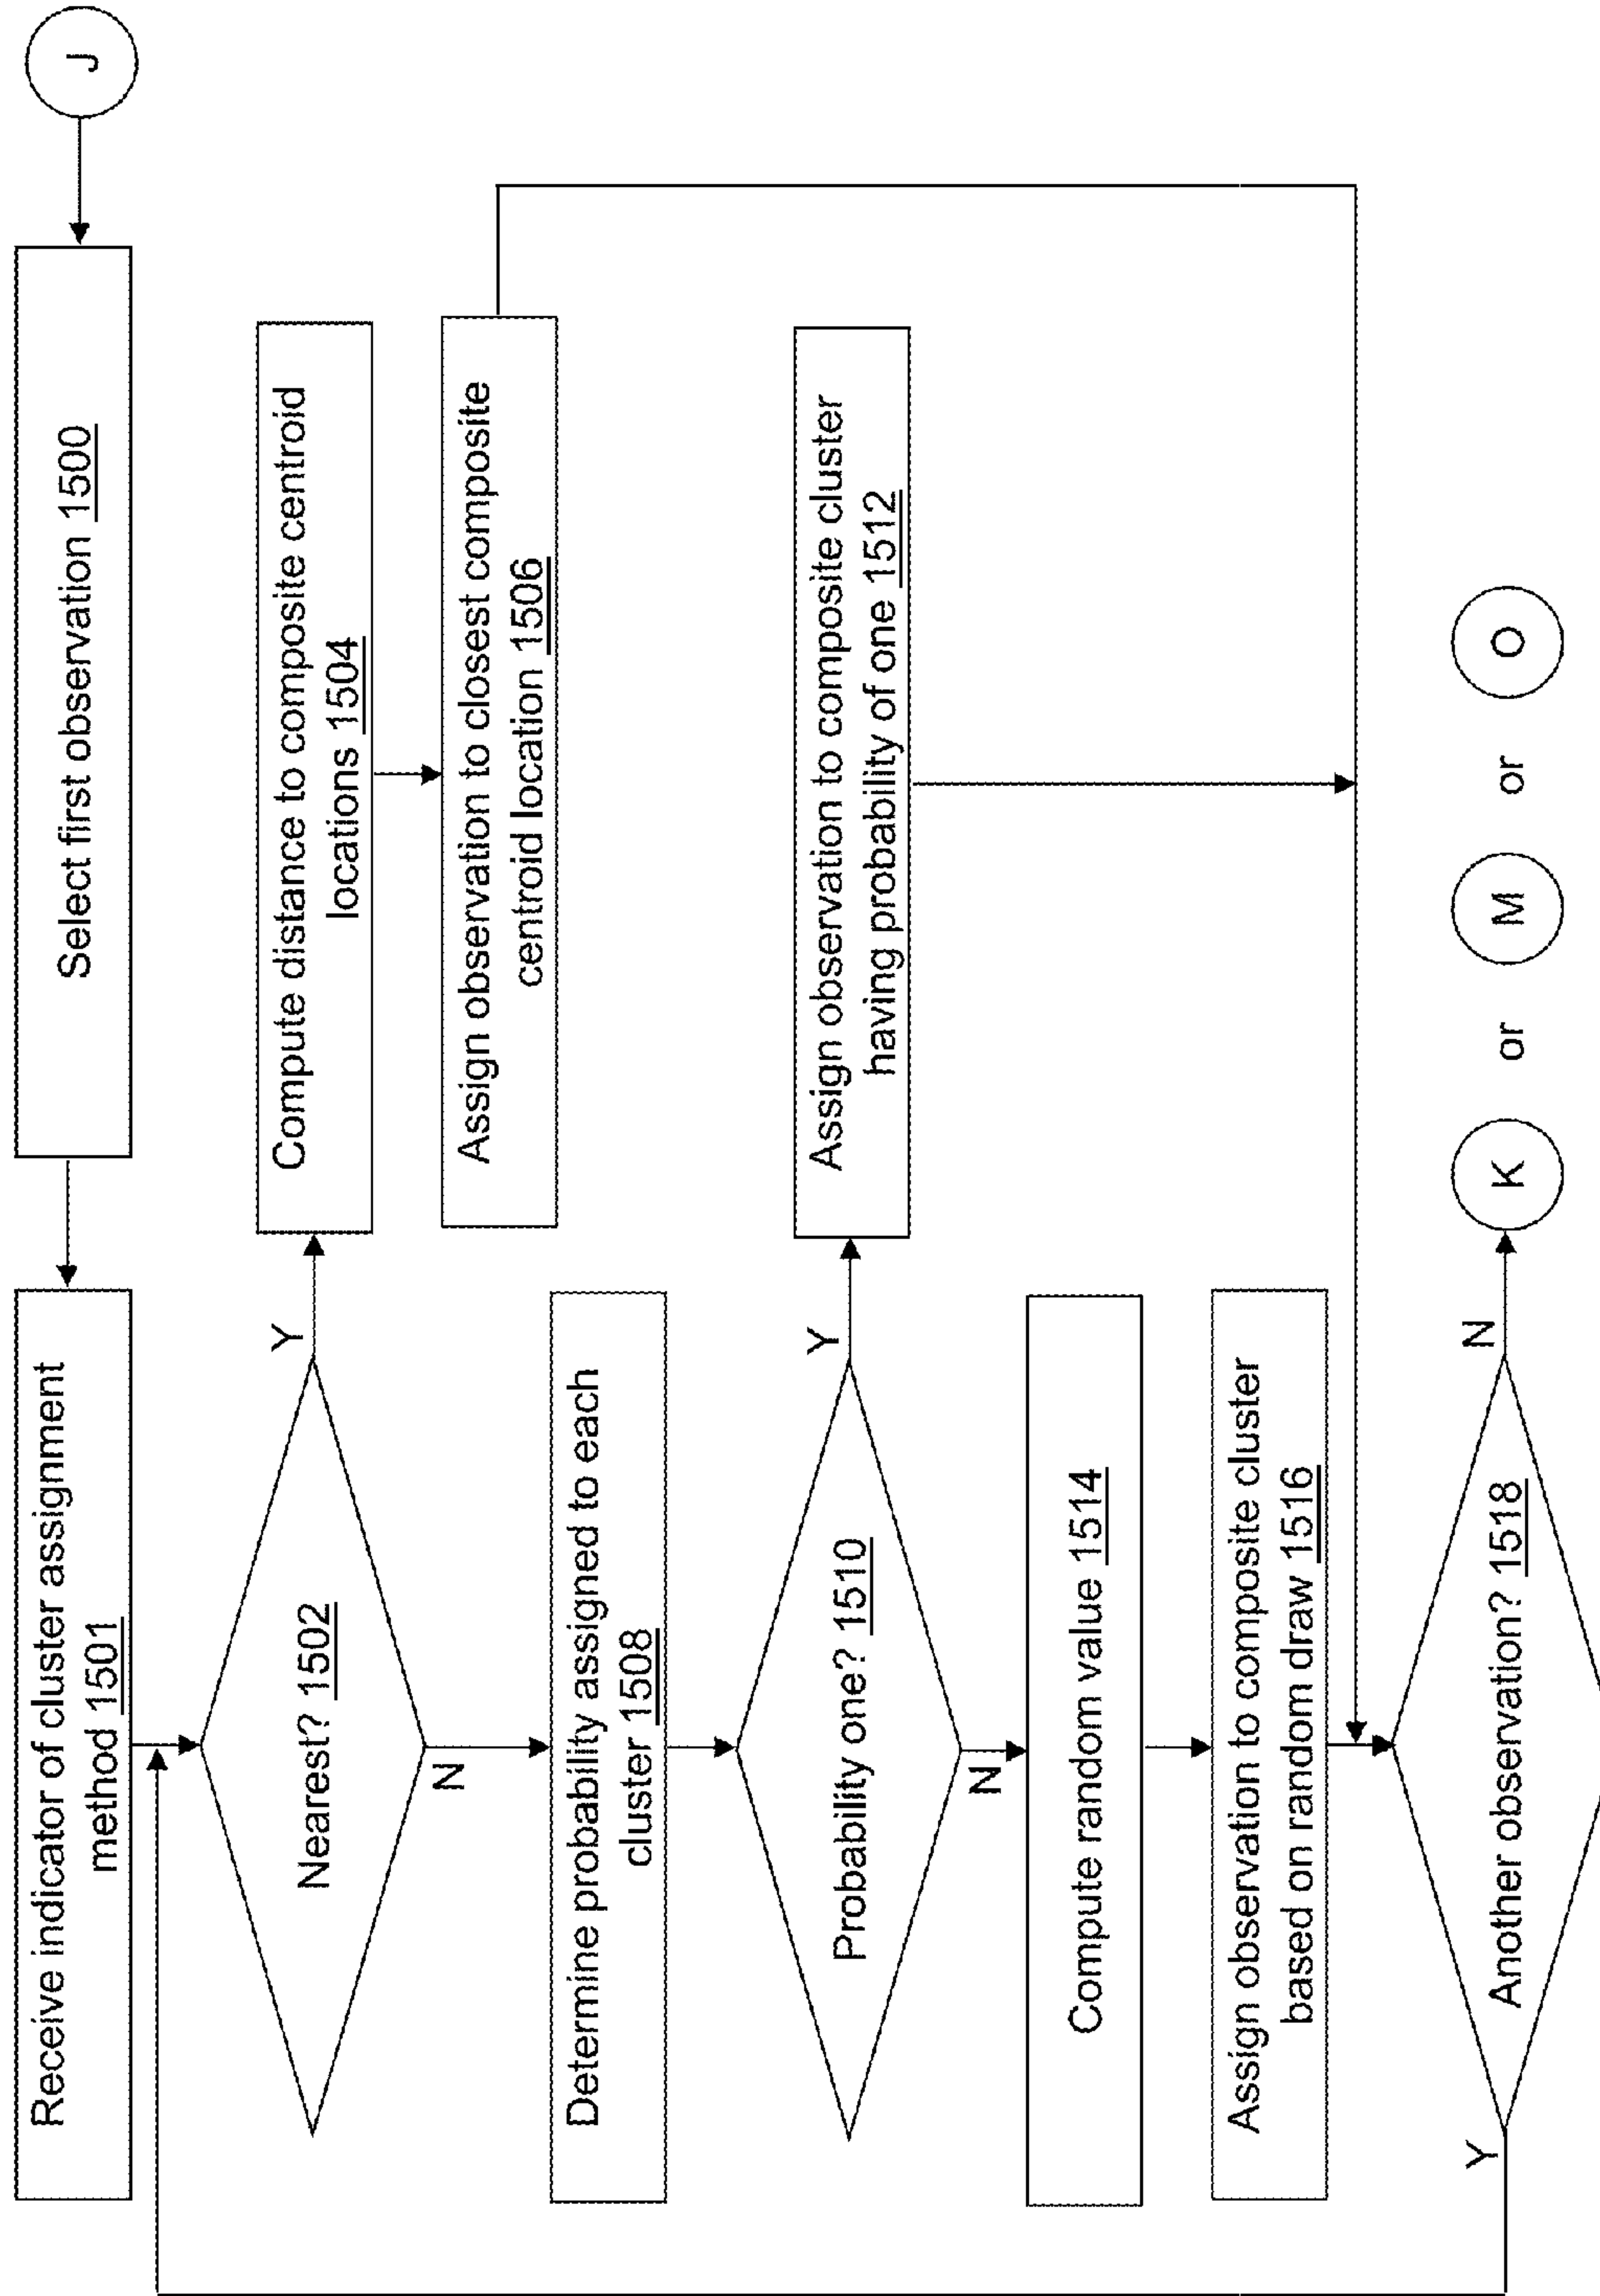 J
Select first observation 1500
Receive indicator of cluster assignment
method 1501
Nearest? 1502
Y
Compute distance to composite centroid
locations 1504
Assign observation to closest composite
centroid location 1506
N
Determine probability assigned to each
cluster 1508
Probability one? 1510
Y
Assign observation to composite cluster
having probability of one 1512
N
Compute random value 1514
Assign observation to composite cluster
based on random draw 1516
Y
Another observation? 1518
N
K or M or O